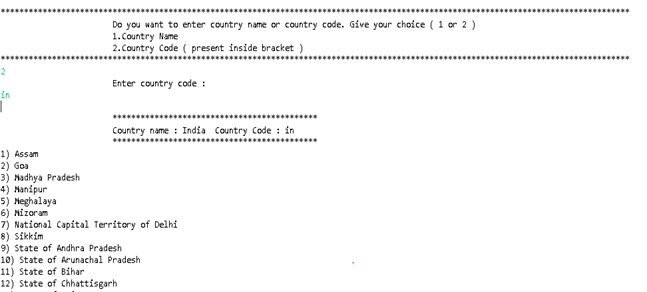 ************************************************************************************************************************************
Do you want to enter country name or country code. Give your choice ( 1 or 2 )
1.Country Name
2.Country Code ( present inside bracket )
************************************************************************************************************************************
2
Enter country code :
in
********************************************
Country name : India  Country Code : in
********************************************
1) Assam
2) Goa
3) Madhya Pradesh
4) Manipur
5) Meghalaya
6) Mizoram
7) National Capital Territory of Delhi
8) Sikkim
9) State of Andhra Pradesh
10) State of Arunachal Pradesh
11) State of Bihar
12) State of Chhattisgarh